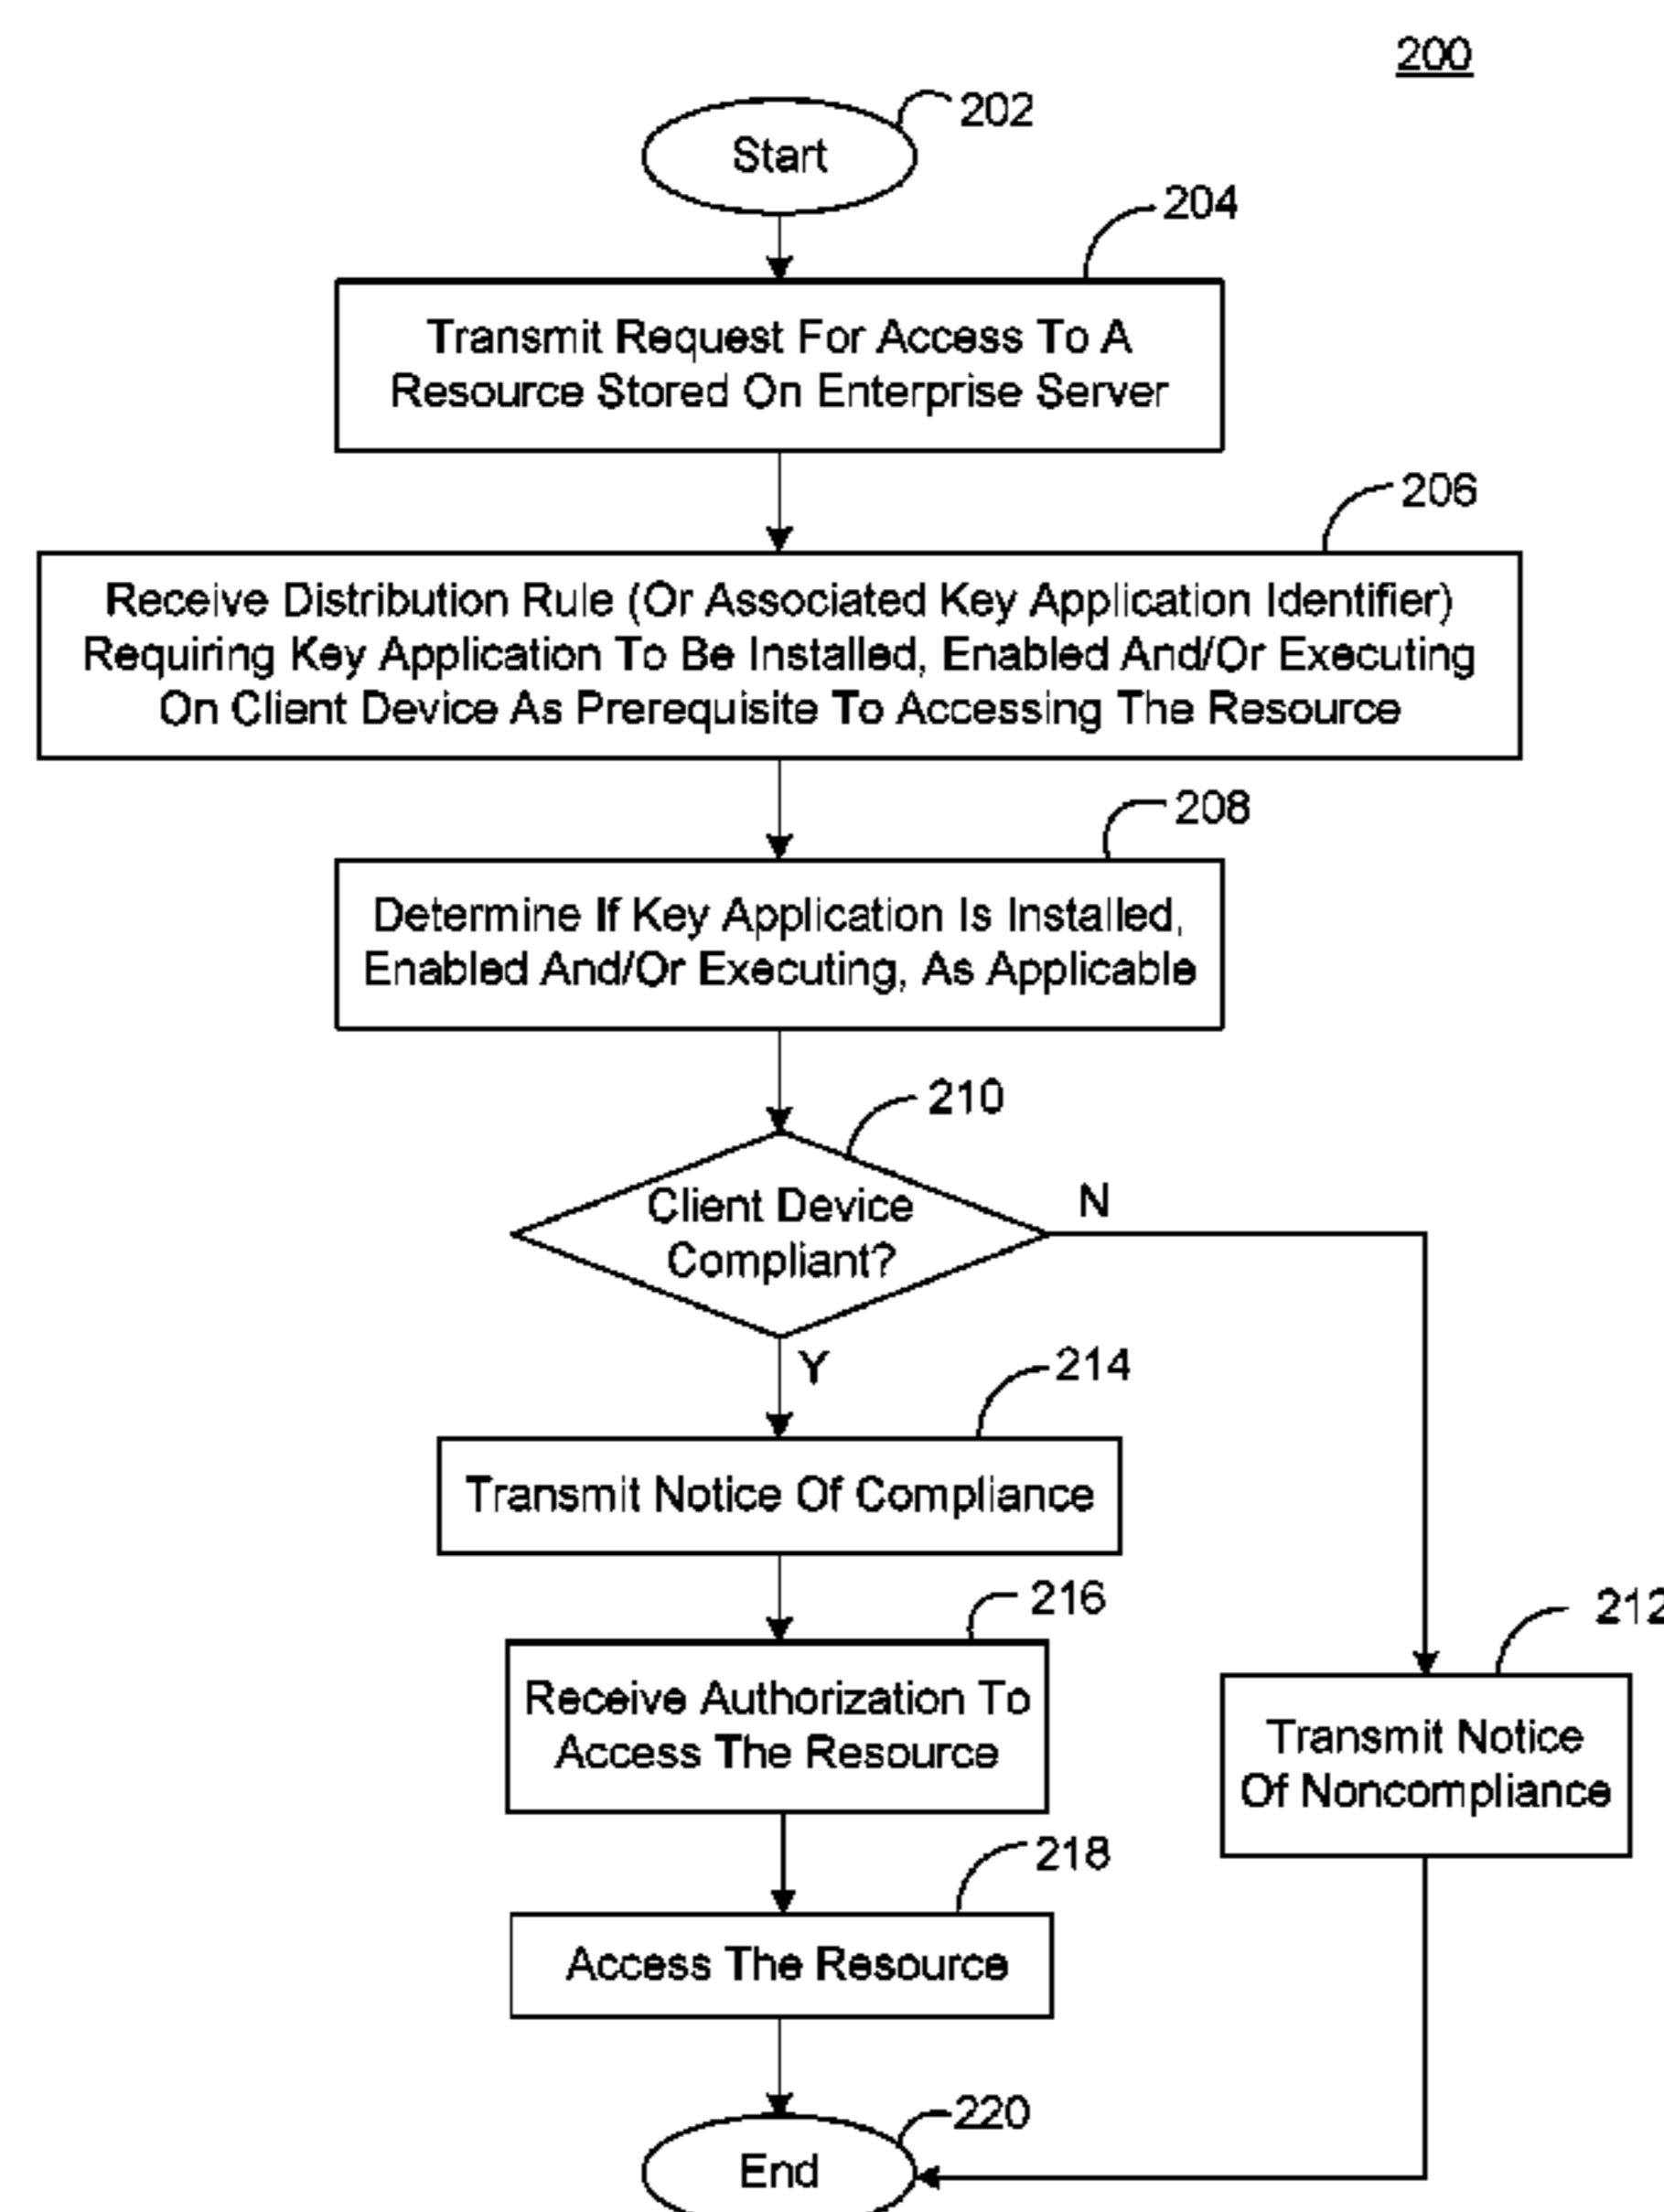 200
202
Start
204
Transmit Request For Access To A
Resource Stored On Enterprise Server
206
Receive Distribution Rule (Or Associated Key Application Identifier)
Requiring Key Application To Be Installed, Enabled And/Or Executing
On Client Device As Prerequisite To Accessing The Resource
208
Determine If Key Application Is Installed,
Enabled And/Or Executing, As Applicable
210
Client Device
Compliant?
N
Y
214
Transmit Notice Of Compliance
216
Receive Authorization To
Access The Resource
212
Transmit Notice
Of Noncompliance
218
Access The Resource
220
End